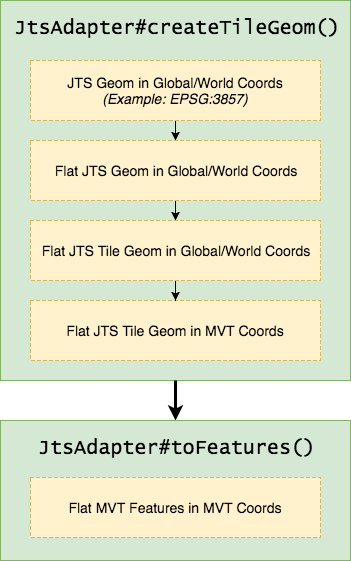 JtsAdapter#createTileGeom()
JTS Geom in Global/World Coords
(Example: EPSG:3857)
Flat JTS Geom in Global/World Coords
Flat JTS Tile Geom in Global/World Coords
Flat JTS Tile Geom in MVT Coords
JtsAdapter#toFeatures()
Flat MVT Features in MVT Coords